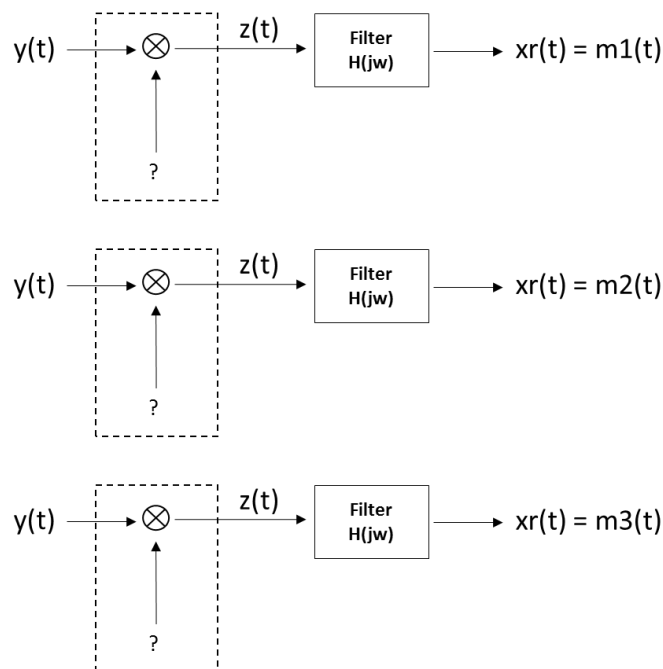 y(t) z(t) Filter H(jw) xr(t) = m1(t)
?
y(t) z(t) Filter H(jw) xr(t) = m2(t)
?
y(t) z(t) Filter H(jw) xr(t) = m3(t)
?